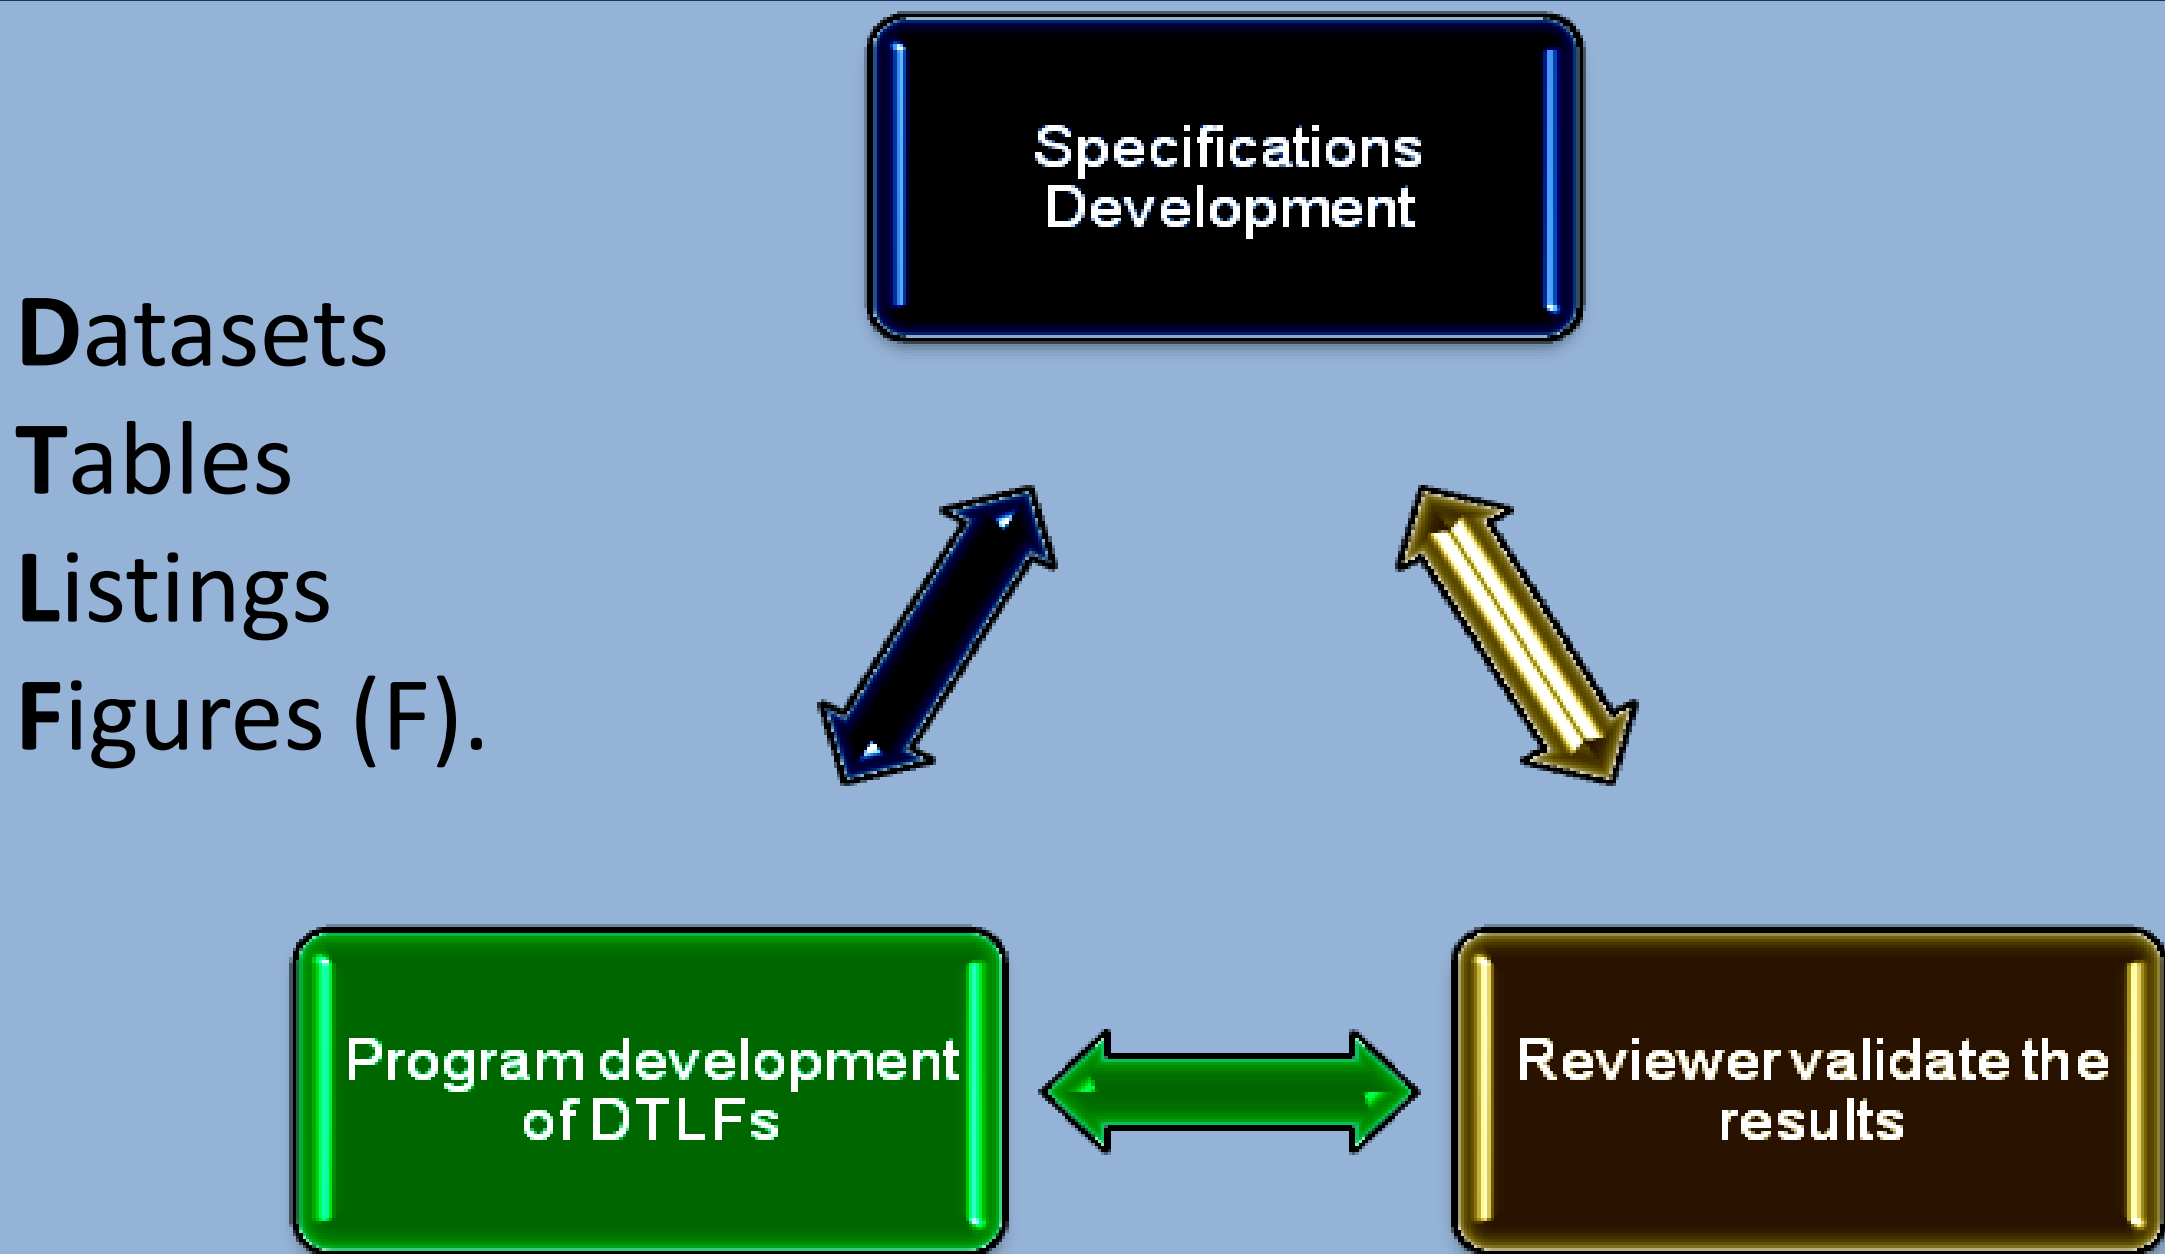 Specifications
Development
Datasets
Tables
Listings
Figures (F).
Program development
of DTLFs
Reviewer validate the
results